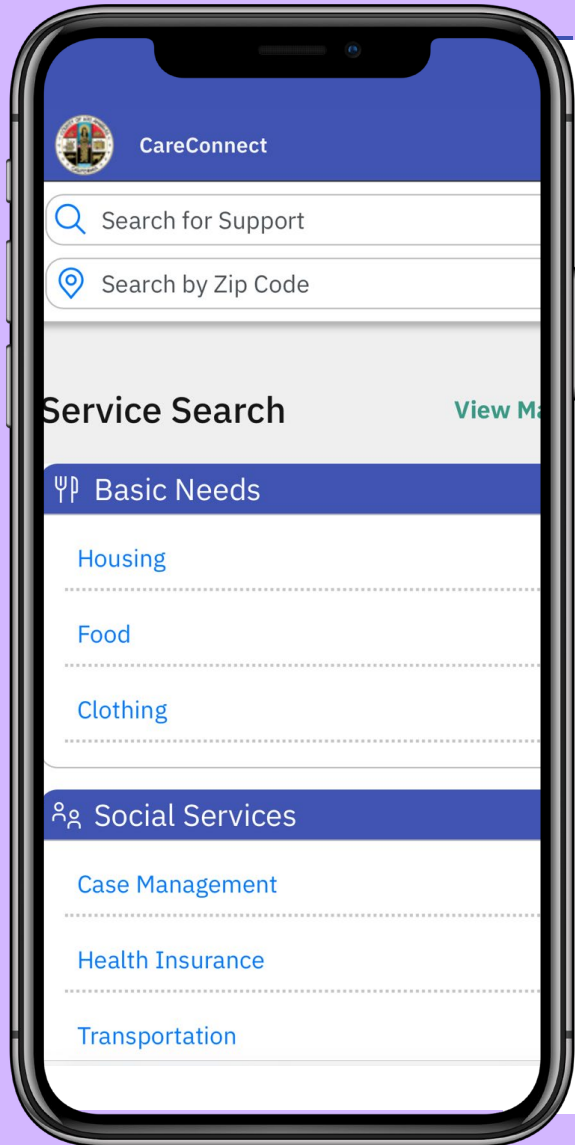 CareConnect
Search for Support
Search by Zip Code
Service Search View
Basic Needs
Housing
Food
Clothing
Social Services
Case Management
Health Insurance
Transportation